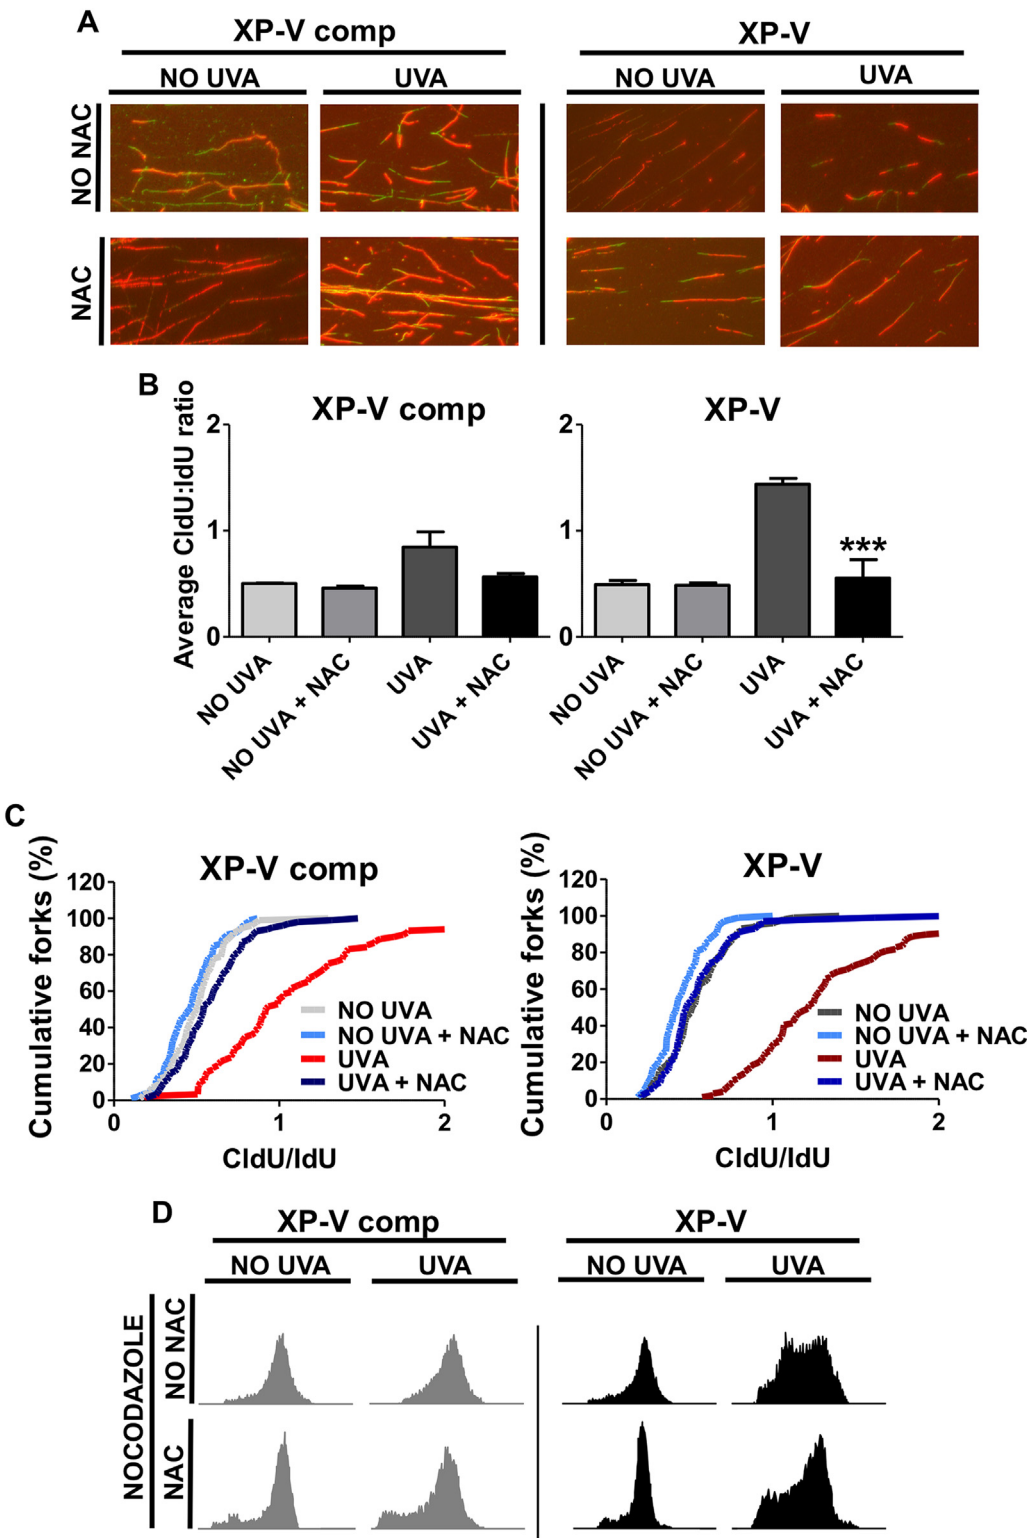 A
XP-V comp
XP-V
NO UVA
UVA
NO UVA
UVA
NO NAC
NAC
B
XP-V comp
XP-V
Average CldU:IdU ratio
2
1
0
2
1
0
***
NO UVA
NO UVA + NAC
UVA
UVA + NAC
NO UVA
NO UVA + NAC
UVA
UVA + NAC
C
XP-V comp
XP-V
Cumulative forks (%)
120
100
80
60
40
20
0
NO UVA
NO UVA + NAC
UVA
UVA + NAC
0 1 2
CldU/IdU
Cumulative forks (%)
120
100
80
60
40
20
0
NO UVA
NO UVA + NAC
UVA
UVA + NAC
0 1 2
CldU/IdU
D
XP-V comp
XP-V
NO UVA
UVA
NO UVA
UVA
NOCODAZOLE
NO NAC
NAC